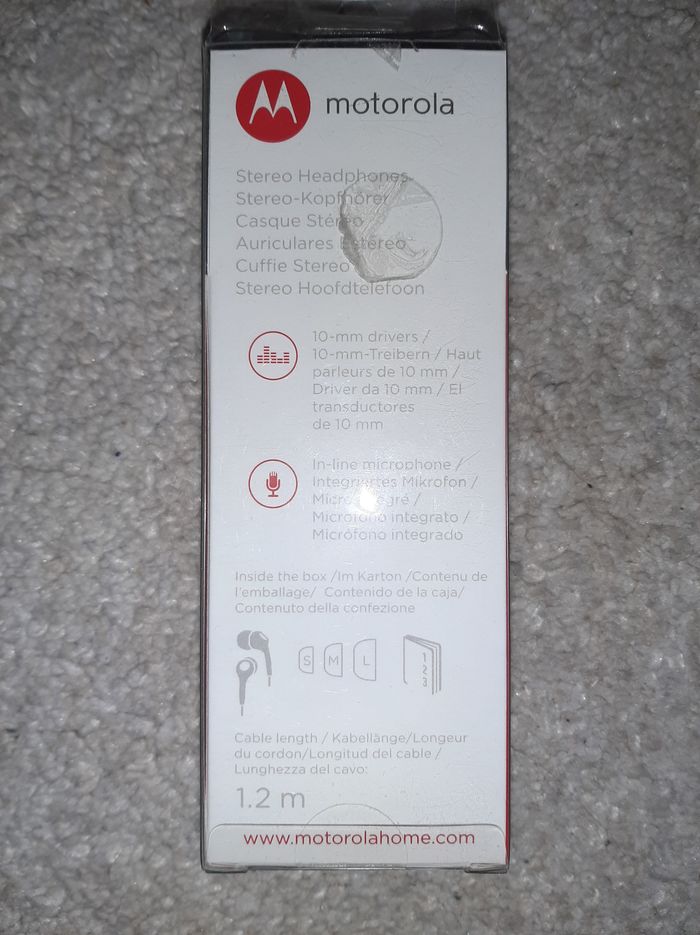 motorola
Stereo Headphones
Stereo-Kopfhörer
Casque Stéreo
Auriculares Estéreo
Cuffie Stereo
Stereo Hoofdtelefoon
10-mm drivers /
10-mm-Treibern / Haut
parleurs de 10 mm /
Driver da 10 mm / El
transductores
de 10 mm
In-line microphone /
Integriertes Mikrofon /
/
Microfono integrato /
Micrófono integrado
Inside the box /Im Karton /Contenu de
l'emballage/ Contenido de la caja/
Contenuto della confezione
S M L
1
2
3
Cable length / Kabellänge/Longeur
du cordon/Longitud del cable /
Lunghezza del cavo:
1.2 m
www.motorolahome.com